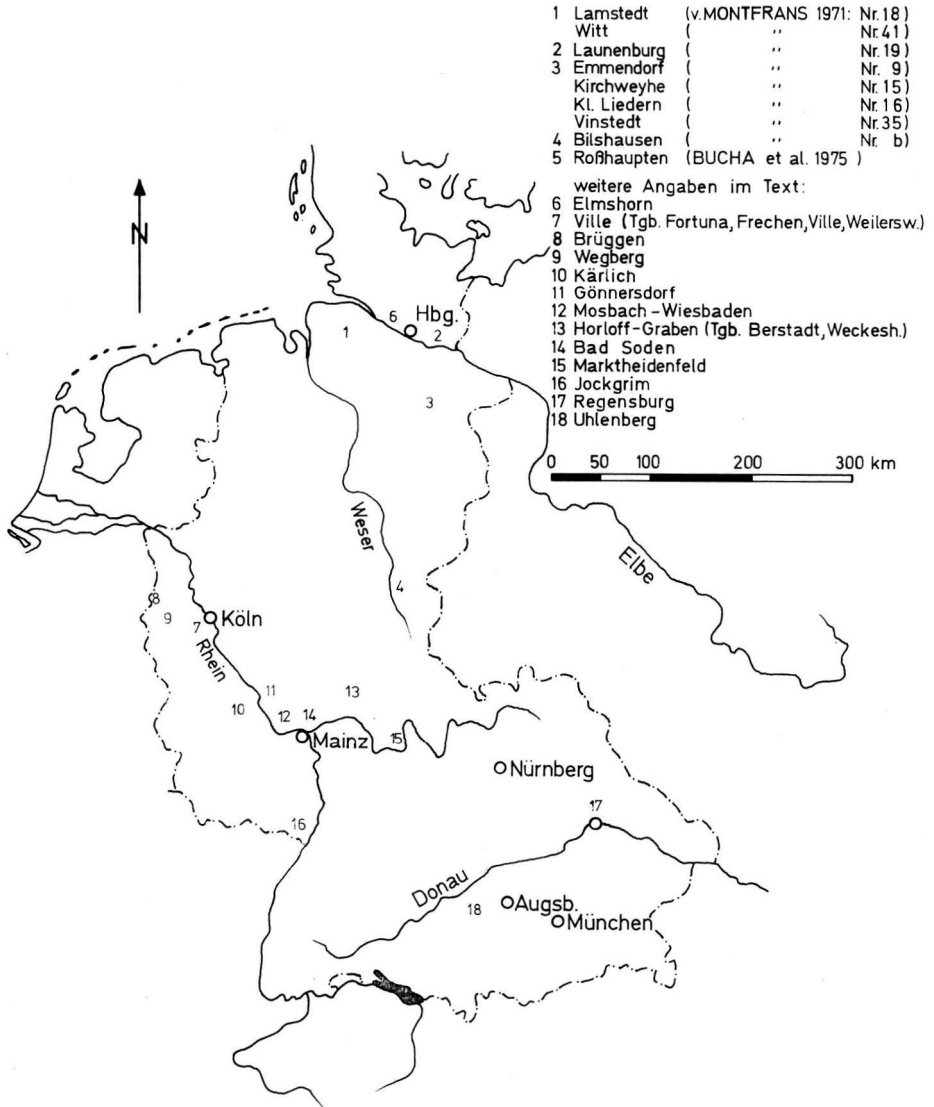 1 Lamstedt (v.MONTFRANS 1971: Nr.18)
Witt ( ,, Nr.41)
2 Launenburg ( ,, Nr.19)
3 Emmendorf ( ,, Nr. 9)
Kirchweyhe ( ,, Nr.15)
Kl. Liedern ( ,, Nr.16)
Vinstedt ( ,, Nr.35)
4 Bilshausen ( ,, Nr. b)
5 Roßhaupten (BUCHA et al. 1975 )
weitere Angaben im Text:
6 Elmshorn
7 Ville (Tgb. Fortuna, Frechen, Ville, Weilersw.)
8 Brüggen
9 Wegberg
10 Kärlich
11 Gönnersdorf
12 Mosbach-Wiesbaden
13 Horloff-Graben (Tgb. Berstadt, Weckesh.)
14 Bad Soden
15 Marktheidenfeld
16 Jockgrim
17 Regensburg
18 Uhlenberg
0 50 100 200 300 km
N
6 Hbg.
1 2
3
Weser
Elbe
4
8
9 7 Köln
Rhein
11 13
10 12 14
Mainz 15
Nürnberg
17
16
Donau
18 Augsb.
München